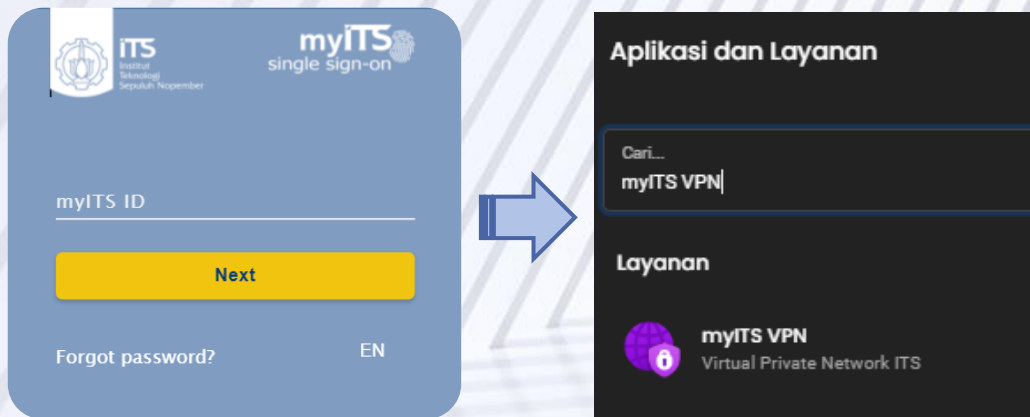 iTS
Institut
Teknologi
Sepuluh Nopember
myITS
single sign-on
myITS ID
Next
Forgot password?
EN
Aplikasi dan Layanan
Cari...
myITS VPN
Layanan
myITS VPN
Virtual Private Network ITS